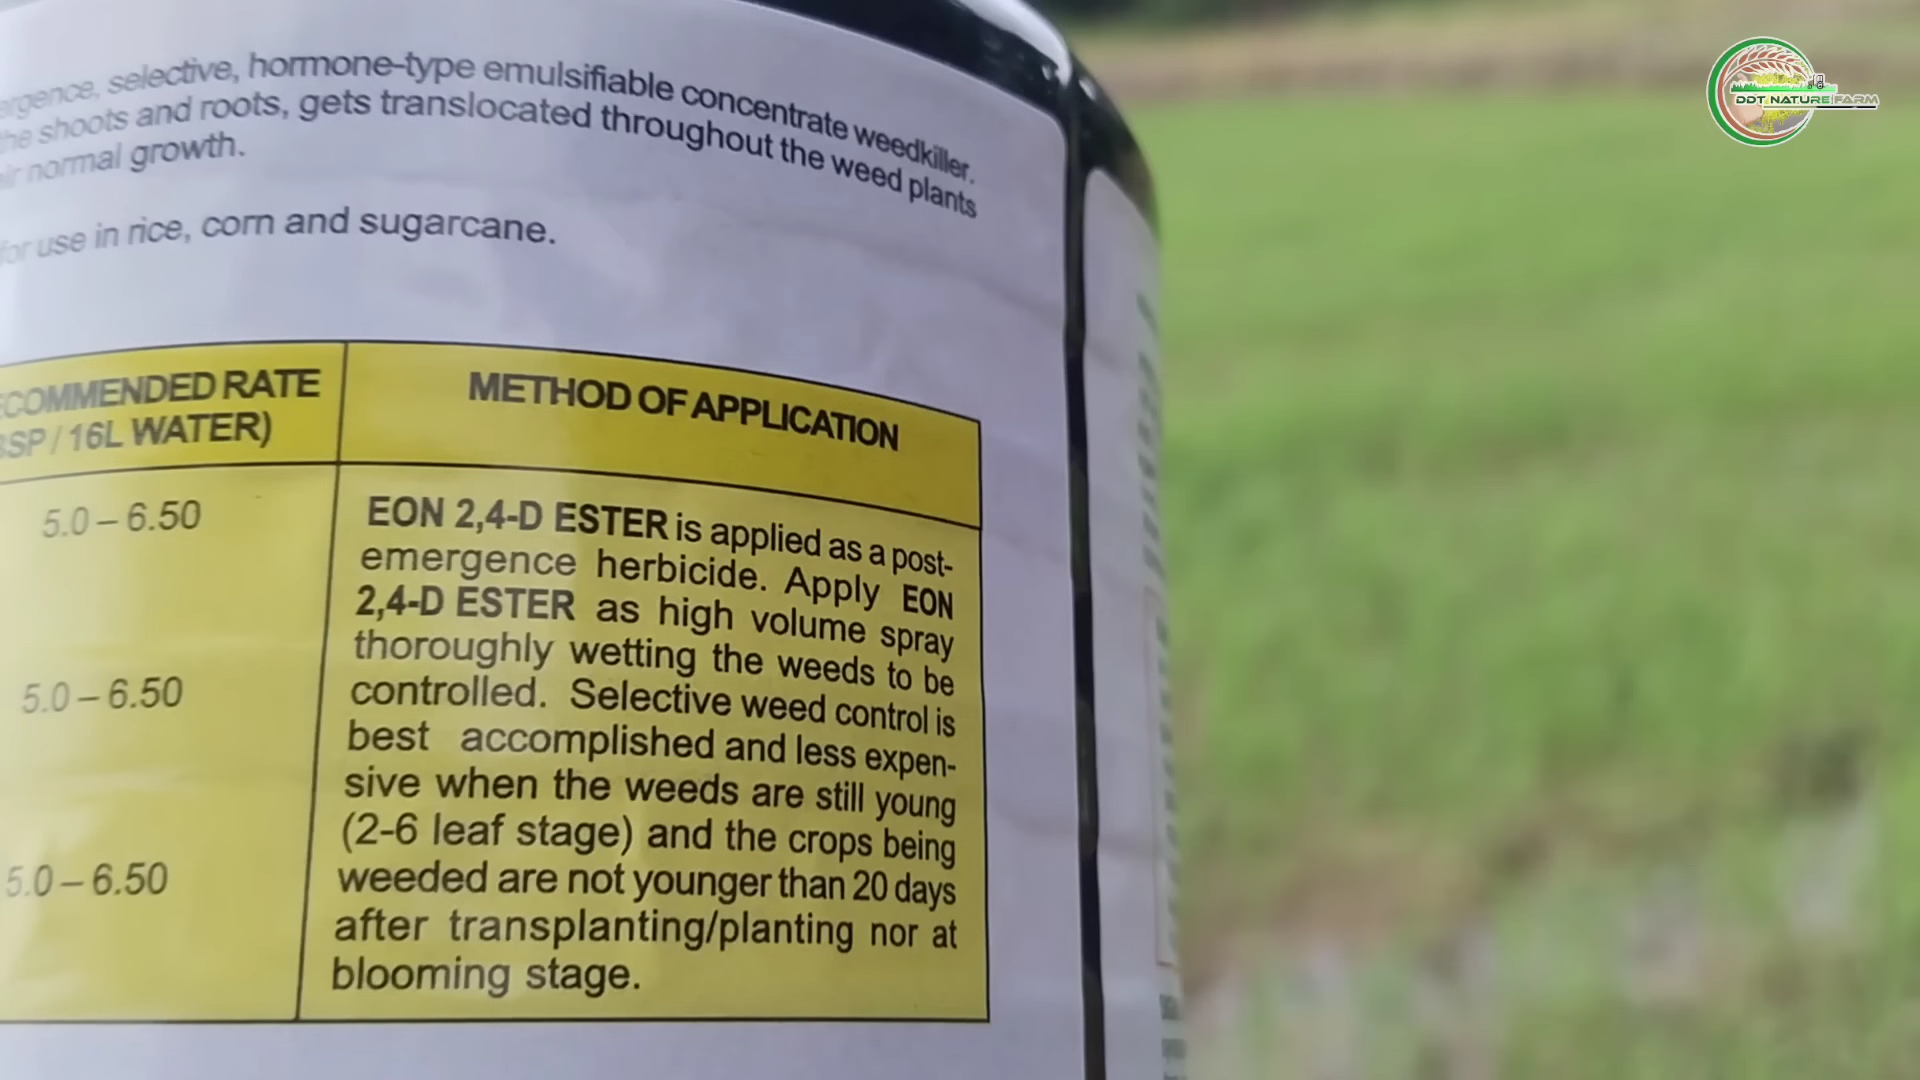 DDT NATURE FARM
selective, hormone-type emulsifiable concentrate weedkiller.
the shoots and roots, gets translocated throughout the weed plants
normal growth.
for use in rice, corn and sugarcane.
COMMENDED RATE
SP / 16L WATER)
METHOD OF APPLICATION
5.0 – 6.50
5.0 – 6.50
5.0 – 6.50
EON 2,4-D ESTER is applied as a post-
emergence herbicide. Apply EON
2,4-D ESTER as high volume spray
thoroughly wetting the weeds to be
controlled. Selective weed control is
best accomplished and less expen-
sive when the weeds are still young
(2-6 leaf stage) and the crops being
weeded are not younger than 20 days
after transplanting/planting nor at
blooming stage.